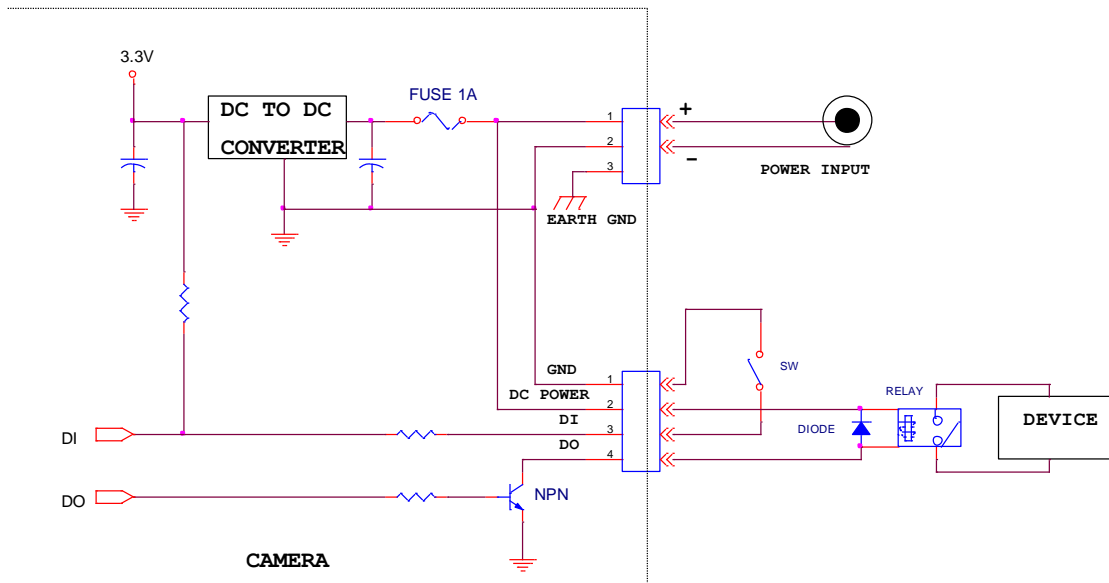 3.3V
FUSE 1A
DC TO DC
CONVERTER
1
+
2
-
3
POWER INPUT
EARTH GND
GND
1
SW
DC POWER
2
RELAY
DI
3
DIODE
DEVICE
DI
DO
4
DO
NPN
CAMERA